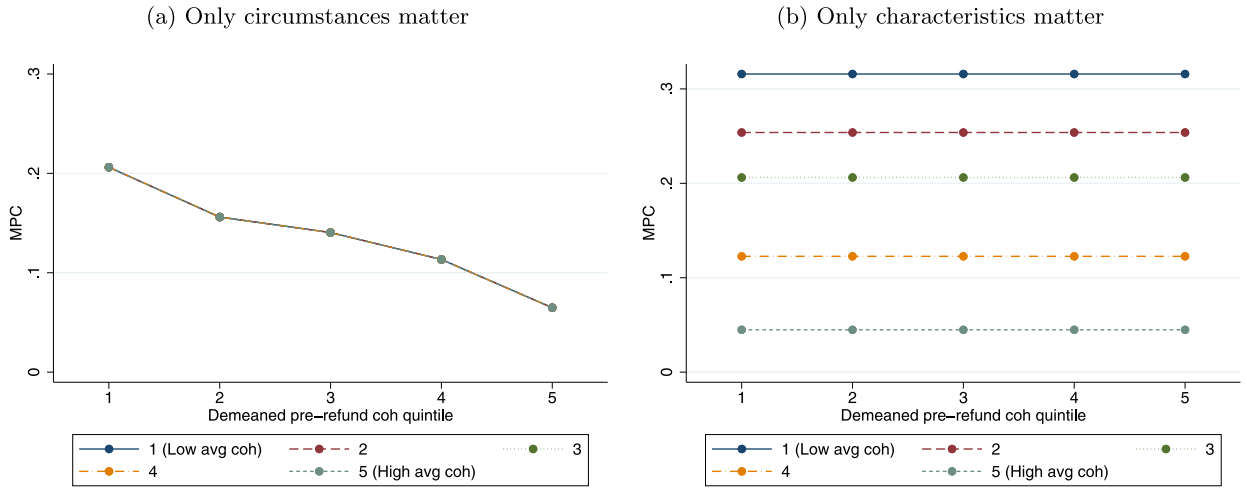 (a) Only circumstances matter
.3
.2
.1
0
MPC
1 2 3 4 5
Demeaned pre−refund coh quintile
1 (Low avg coh) 2 3
4 5 (High avg coh)
(b) Only characteristics matter
.3
.2
.1
0
MPC
1 2 3 4 5
Demeaned pre−refund coh quintile
1 (Low avg coh) 2 3
4 5 (High avg coh)